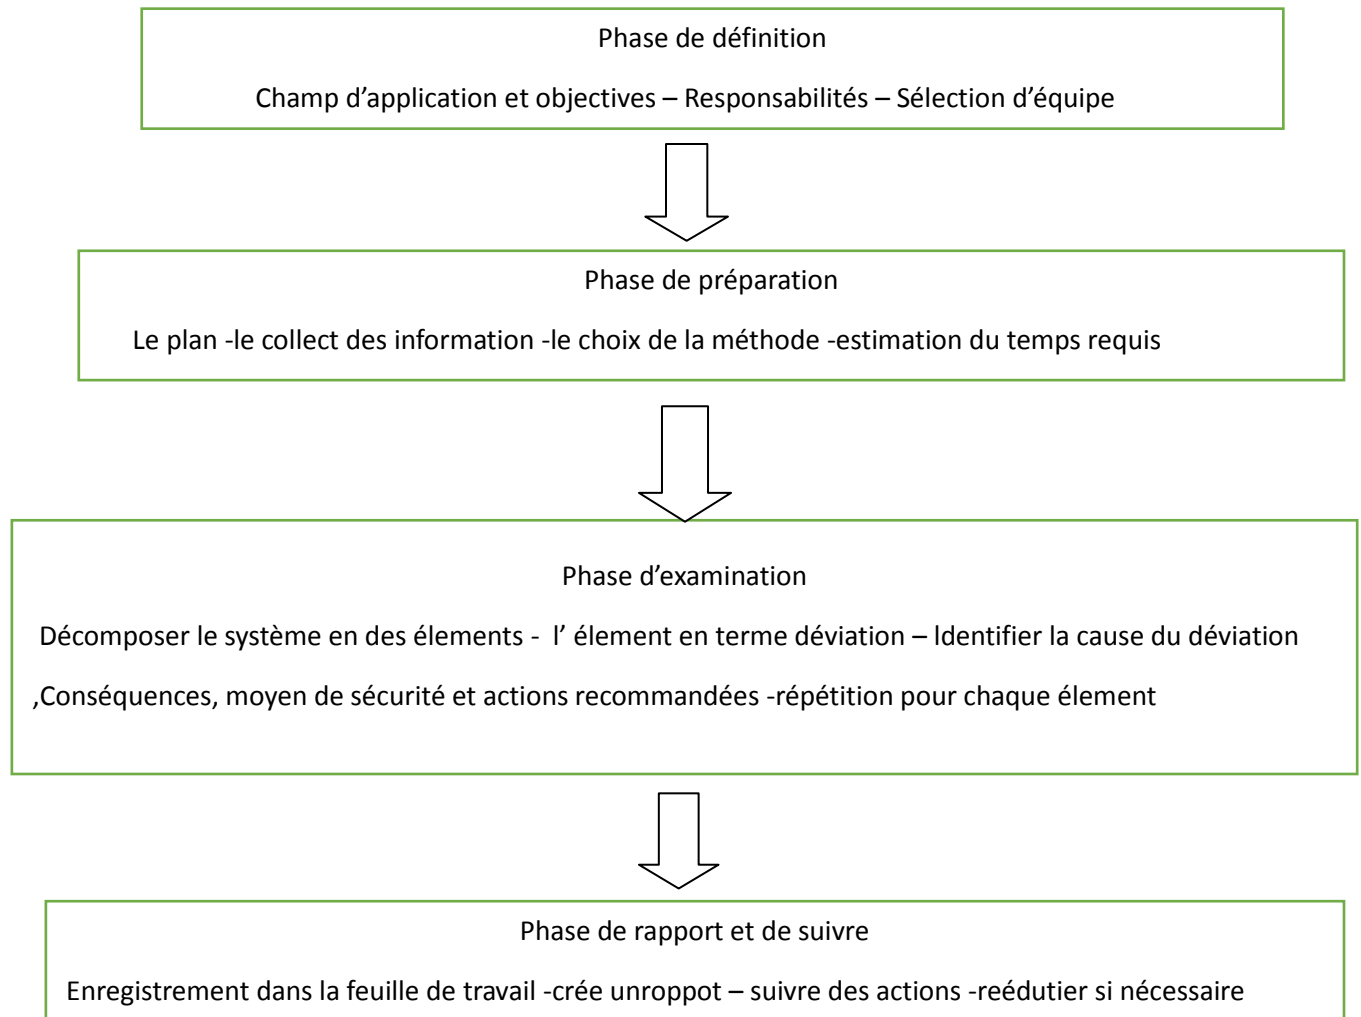 Phase de définition
Champ d’application et objectives – Responsabilités – Sélection d’équipe
Phase de préparation
Le plan -le collect des information -le choix de la méthode -estimation du temps requis
Phase d’examination
Décomposer le système en des élements - l’ élement en terme déviation – Identifier la cause du déviation
,Conséquences, moyen de sécurité et actions recommandées -répétition pour chaque élement
Phase de rapport et de suivre
Enregistrement dans la feuille de travail -crée unroppot – suivre des actions -reédutier si nécessaire